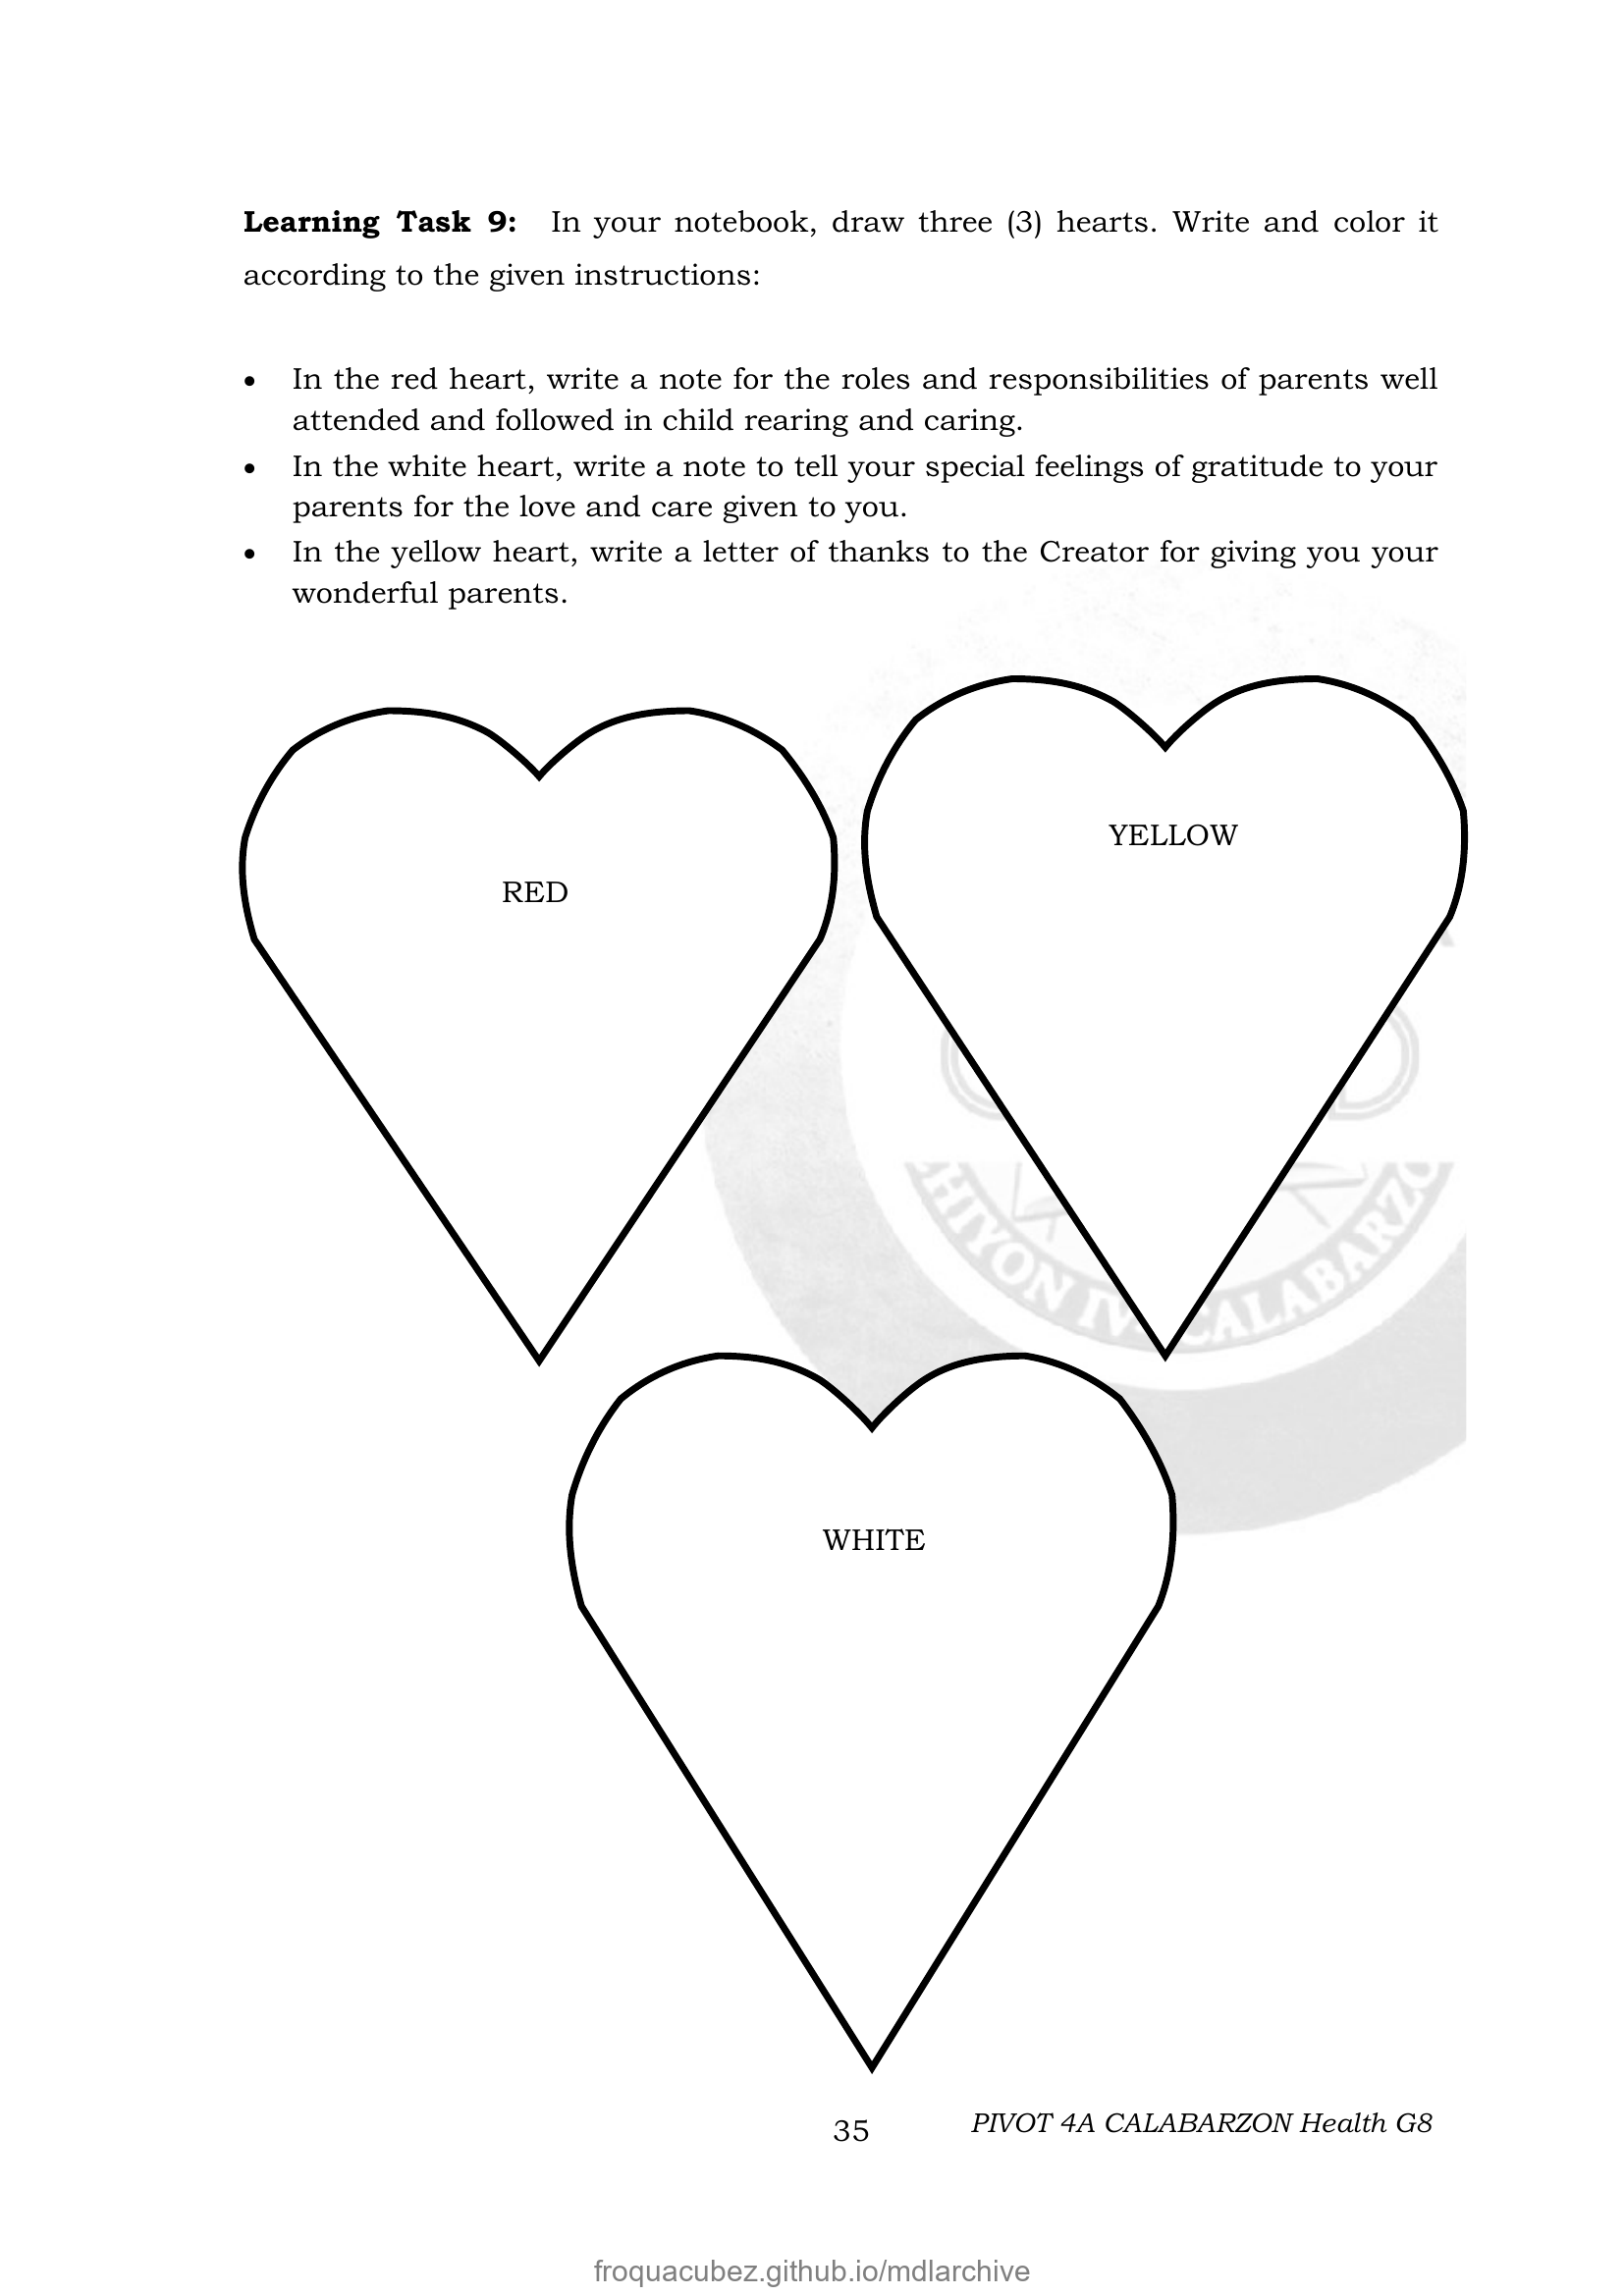 Learning Task 9: In your notebook, draw three (3) hearts. Write and color it
according to the given instructions:
• In the red heart, write a note for the roles and responsibilities of parents well
attended and followed in child rearing and caring.
• In the white heart, write a note to tell your special feelings of gratitude to your
parents for the love and care given to you.
• In the yellow heart, write a letter of thanks to the Creator for giving you your
wonderful parents.
YELLOW
RED
WHITE
35
PIVOT 4A CALABARZON Health G8
froquacubez.github.io/mdlarchive